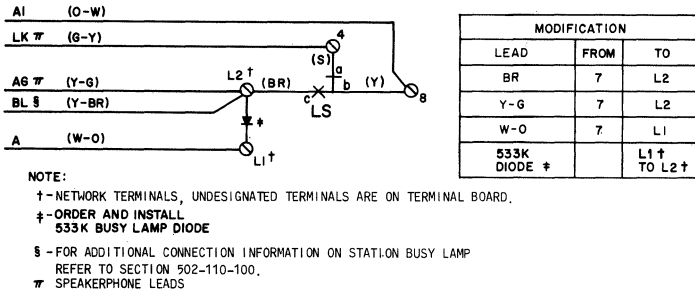 AI (O-W)
LK π (G-Y)
4
(S)
a
AG π (Y-G)
L2 † (BR)
b (Y)
BL § (Y-BR)
c
8
LS
‡
A (W-O)
L1 †
MODIFICATION
LEAD FROM TO
BR 7 L2
Y-G 7 L2
W-O 7 L1
533K L1 †
DIODE ‡ TO L2 †
NOTE:
† - NETWORK TERMINALS, UNDESIGNATED TERMINALS ARE ON TERMINAL BOARD.
‡ - ORDER AND INSTALL
533K BUSY LAMP DIODE
§ - FOR ADDITIONAL CONNECTION INFORMATION ON STATION BUSY LAMP
REFER TO SECTION 502-110-100.
π SPEAKERPHONE LEADS